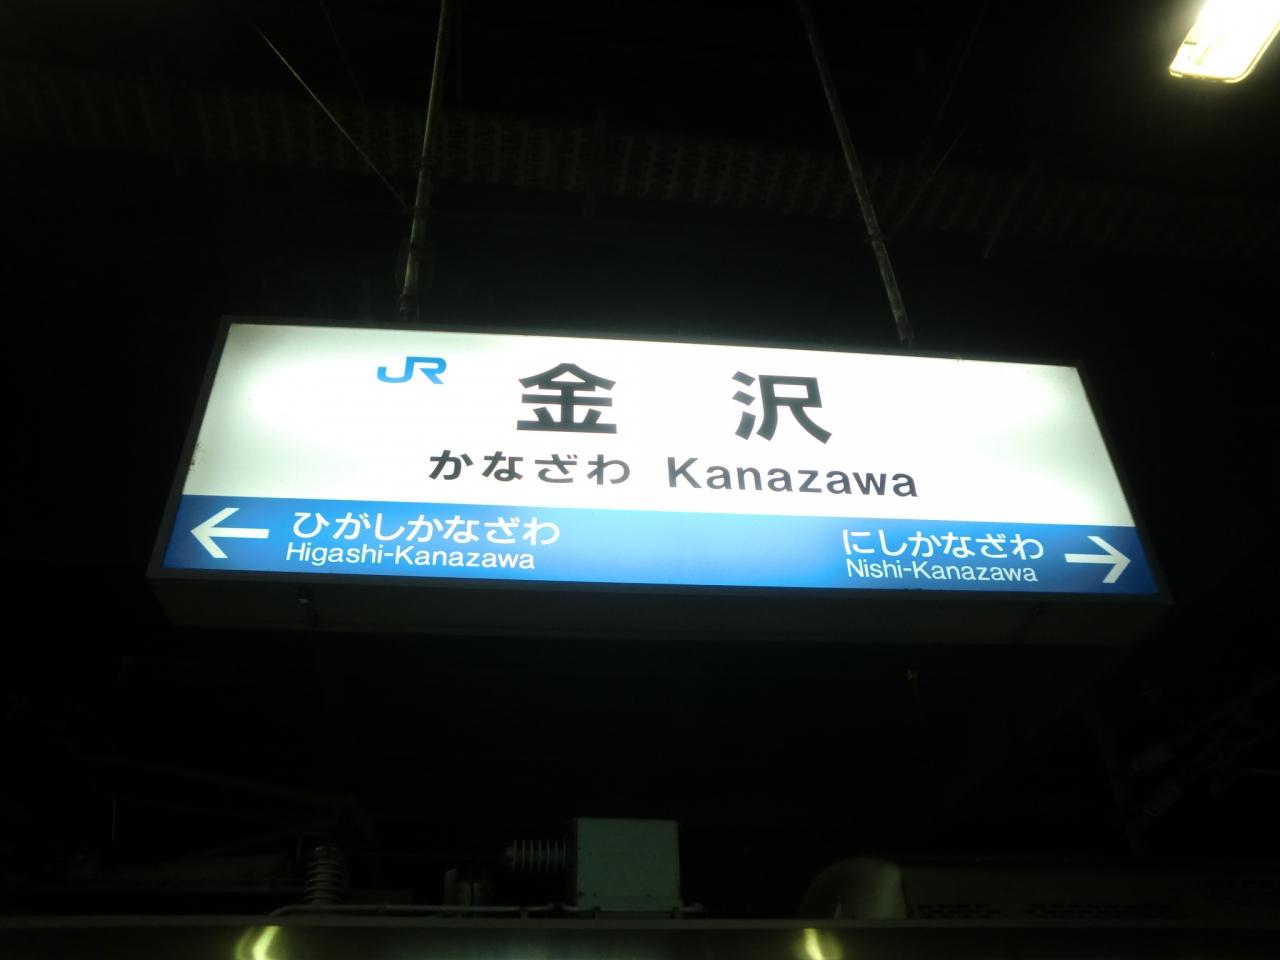 JR
金沢
かなざわ Kanazawa
← ひがしかなざわ
Higashi-Kanazawa
にしかなざわ →
Nishi-Kanazawa